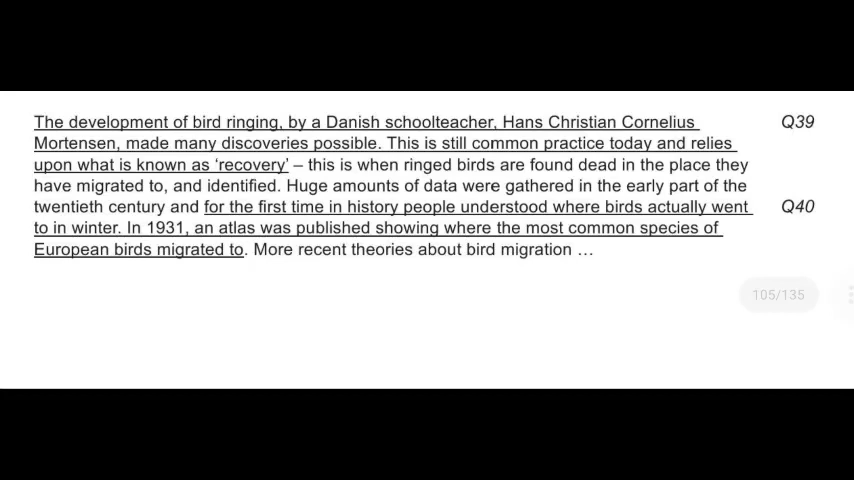 The development of bird ringing, by a Danish schoolteacher, Hans Christian Cornelius Q39
Mortensen, made many discoveries possible. This is still common practice today and relies
upon what is known as ‘recovery’ – this is when ringed birds are found dead in the place they
have migrated to, and identified. Huge amounts of data were gathered in the early part of the
twentieth century and for the first time in history people understood where birds actually went Q40
to in winter. In 1931, an atlas was published showing where the most common species of
European birds migrated to. More recent theories about bird migration …
105/135